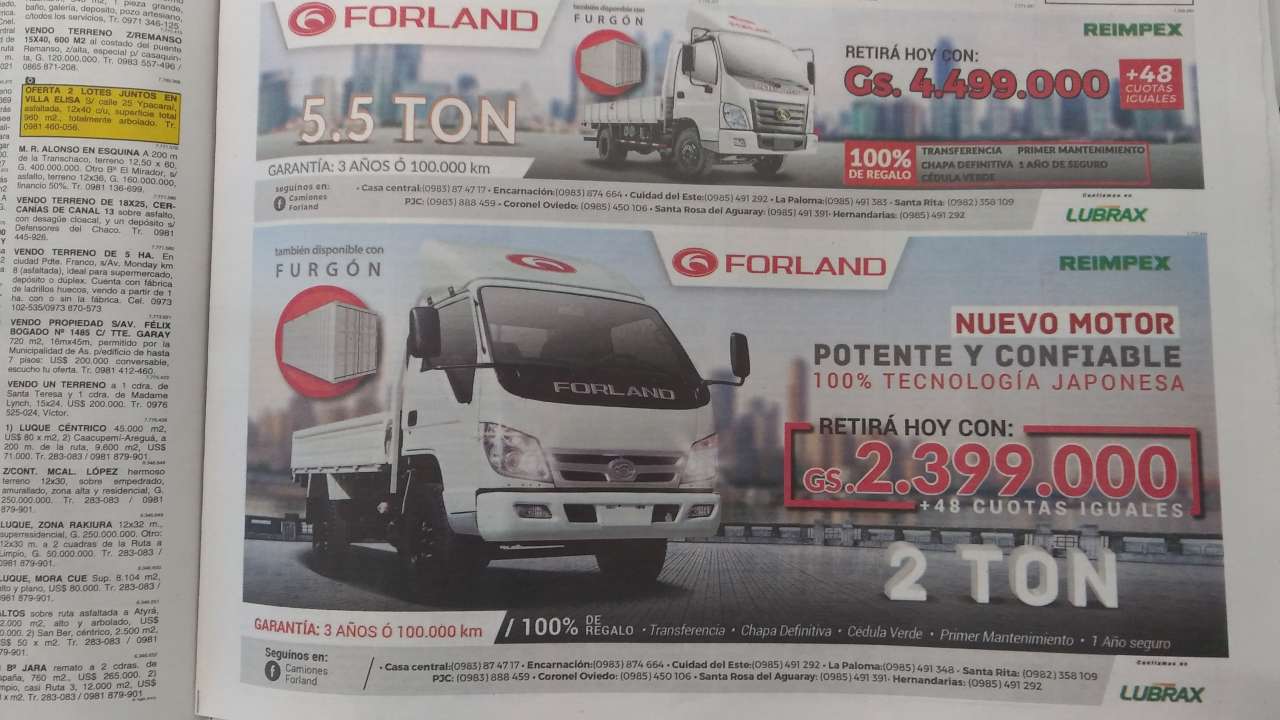 baño, galería, deposito, pozo artesiano,
c/todos los servicios, Tr. 0971 346-125
VENDO TERRENO Z/REMANSO
15X40, 600 M2 al costado del puente
Remanso, z/alta, especial p/ casaquin-
ta, G. 120.000.000. Tr. 0983 557-496 /
0865 871-208.
OFERTA 2 LOTES JUNTOS EN
VILLA ELISA S/ calle 25 Ypacaraí,
asfaltada, 12x40 c/u, superficie total
960 m2., totalmente arbolado. Tr.
0981 460-056.
M. R. ALONSO EN ESQUINA A 200 m
de la Transchaco, terreno 12,50 x 67,
G. 400.000.000. Otro Bº El Mirador, s/
asfalto, terreno 12x36, G. 160.000.000,
financio 50%. Tr. 0981 136-699.
VENDO TERRENO DE 18X25, CER-
CANÍAS DE CANAL 13 sobre asfalto,
con desagüe cloacal, y un depósito s/
Defensores del Chaco. Tr. 0981
445-926.
VENDO TERRENO DE 5 HA. En
ciudad Pdte. Franco, s/Av. Monday km
8 (asfaltada), ideal para supermercado,
depósito o dúplex. Cuenta con fábrica
de ladrillos huecos, vendo a partir de 1
ha. con o sin la fábrica. Cel. 0973
102-535/0973 870-573
VENDO PROPIEDAD S/AV. FÉLIX
BOGADO Nº 1485 C/ TTE. GARAY
720 m2, 16mx45m, permitido por la
Municipalidad de As. p/edificio de hasta
7 pisos: US$ 200.000 conversable,
escucho tu oferta. Tr. 0981 412-460.
VENDO UN TERRENO a 1 cdra. de
Santa Teresa y 1 cdra. de Madame
Lynch, 15x24. US$ 200.000. Tr. 0976
525-024, Víctor.
1) LUQUE CÉNTRICO 45.000 m2,
US$ 80 x m2, 2) Caacupemí-Areguá, a
200 m. de la ruta, 9.600 m2, US$
71.000. Tr. 283-083 / 0981 879-901.
Z/CONT. MCAL. LÓPEZ hermoso
terreno 12x30, sobre empedrado,
amurallado, zona alta y residencial, G.
250.000.000. Tr. 283-083 / 0981
879-901.
LUQUE, ZONA RAKIURA 12x32 m.,
superresidencial, G. 250.000.000. Otro:
12x30 m. a 2 cuadras de la Ruta a
Limpio, G. 50.000.000. Tr. 283-083 /
0981 879-901.
LUQUE, MORA CUE Sup. 8.104 m2,
alto y plano, US$ 80.000. Tr. 283-083 /
0981 879-901.
ALTOS sobre ruta asfaltada a Atyrá,
2.000 m2, alto y arbolado, US$
2) San Ber, céntrico, 2.500 m2,
US$ 50 x m2. Tr. 283-083 / 0981
879-901.
Bº JARA remato a 2 cdras. de
España, 760 m2., US$ 265.000. 2)
Limpio, casi Ruta 3, 12.000 m2, US$
x m2. Tr. 283-083 / 0981 879-901
FORLAND
también disponible con
FURGÓN
REIMPEX
RETIRÁ HOY CON:
Gs. 4.499.000
+48
CUOTAS
IGUALES
5.5 TON
100%
DE REGALO
TRANSFERENCIA PRIMER MANTENIMIENTO
CHAPA DEFINITIVA 1 AÑO DE SEGURO
CÉDULA VERDE
GARANTÍA: 3 AÑOS Ó 100.000 km
seguinos en:
Camiones
Forland
• Casa central:(0983) 87 47 17 • Encarnación:(0983) 874 664 • Cuidad del Este:(0985) 491 292 • La Paloma:(0985) 491 383 • Santa Rita: (0982) 358 109
PJC: (0983) 888 459 • Coronel Oviedo: (0985) 450 106 • Santa Rosa del Aguaray: (0985) 491 391• Hernandarias: (0985) 491 292
Confiamos en
LUBRAX
también disponible con
FURGÓN
FORLAND
REIMPEX
NUEVO MOTOR
POTENTE Y CONFIABLE
100% TECNOLOGÍA JAPONESA
FORLAND
RETIRÁ HOY CON:
GS.2.399.000
+48 CUOTAS IGUALES
2 TON
GARANTÍA: 3 AÑOS Ó 100.000 km
/ 100% DE REGALO • Transferencia • Chapa Definitiva • Cédula Verde • Primer Mantenimiento • 1 Año seguro
Seguinos en:
Camiones
Forland
• Casa central:(0983) 87 47 17 • Encarnación:(0983) 874 664 • Cuidad del Este:(0985) 491 292 • La Paloma:(0985) 491 348 • Santa Rita: (0982) 358 109
PJC: (0983) 888 459 • Coronel Oviedo: (0985) 450 106 • Santa Rosa del Aguaray: (0985) 491 391• Hernandarias: (0985) 491 292
Confiamos en
LUBRAX